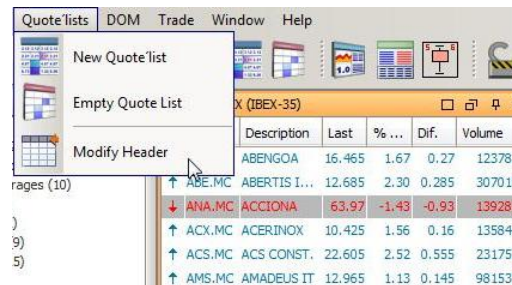 Quote´lists DOM Trade Window Help
New Quote´list
Empty Quote List
Modify Header
1.0
S E
X (IBEX-35)
Description Last % ... Dif. Volume
ABENGOA 16.465 1.67 0.27 12378
rages (10)
ABE.MC ABERTIS I... 12.685 2.30 0.285 30701
ANA.MC ACCIONA 63.97 -1.43 -0.93 13928
)
ACX.MC ACERINOX 10.425 1.56 0.16 13584
9)
ACS.MC ACS CONST. 22.605 2.52 0.555 23175
5)
AMS.MC AMADEUS IT 12.965 1.13 0.145 98153